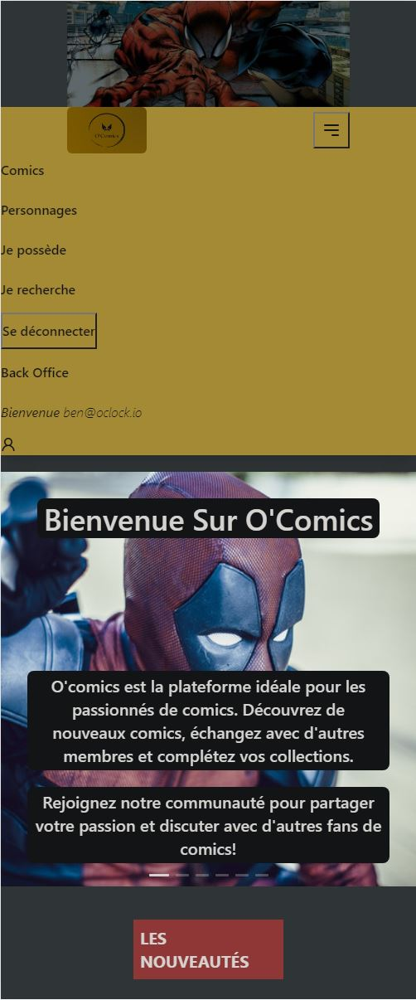 O'Comics
Comics
Personnages
Je possède
Je recherche
Se déconnecter
Back Office
Bienvenue ben@oclock.io
Bienvenue Sur O'Comics
O'comics est la plateforme idéale pour les
passionnés de comics. Découvrez de
nouveaux comics, échangez avec d'autres
membres et complétez vos collections.
Rejoignez notre communauté pour partager
votre passion et discuter avec d'autres fans de
comics!
LES
NOUVEAUTÉS